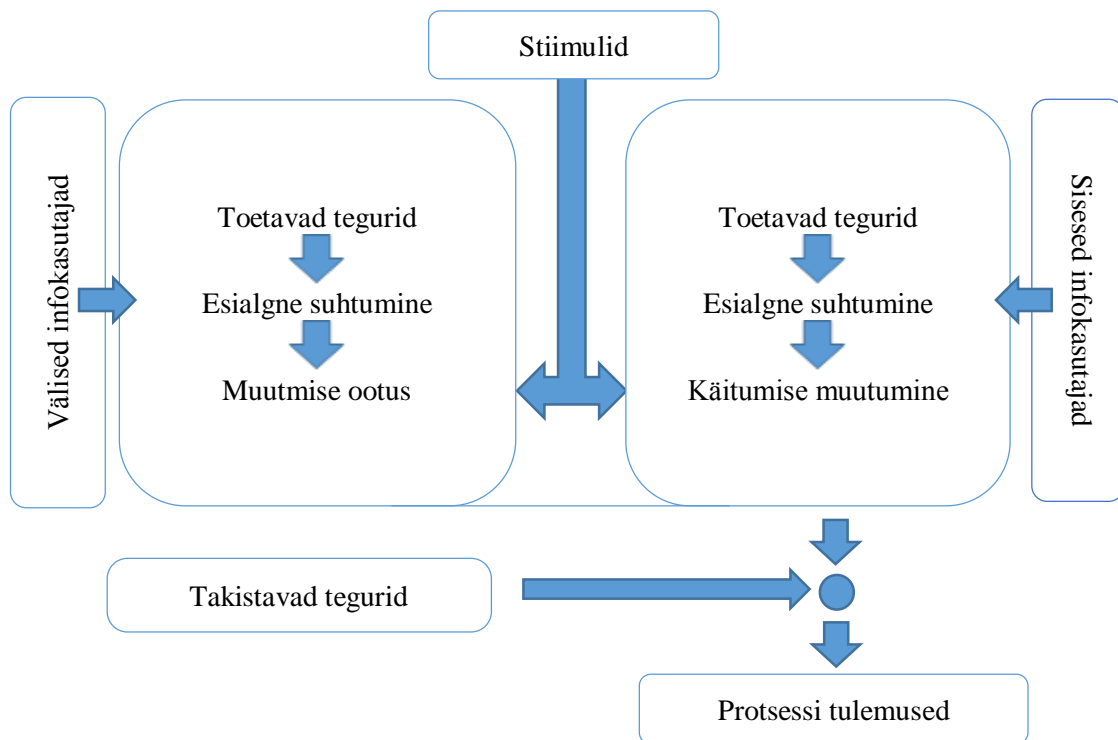 Stiimulid
Välised infokasutajad
Toetavad tegurid
Esialgne suhtumine
Muutmise ootus
Toetavad tegurid
Esialgne suhtumine
Käitumise muutumine
Sisesed infokasutajad
Takistavad tegurid
Protsessi tulemused